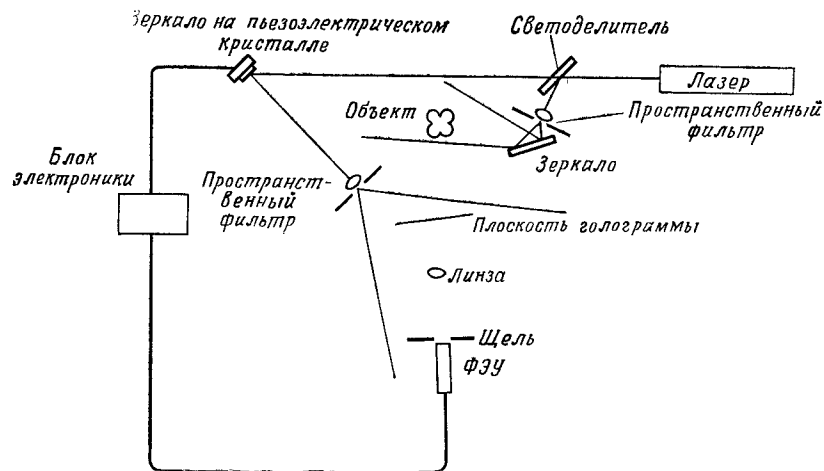 Зеркало на пьезоэлектрическом
кристалле
Светоделитель
Лазер
Объект
Пространственный
фильтр
Зеркало
Блок
электроники
Пространст-
венный
фильтр
Плоскость голограммы
Линза
Щель
ФЭУ